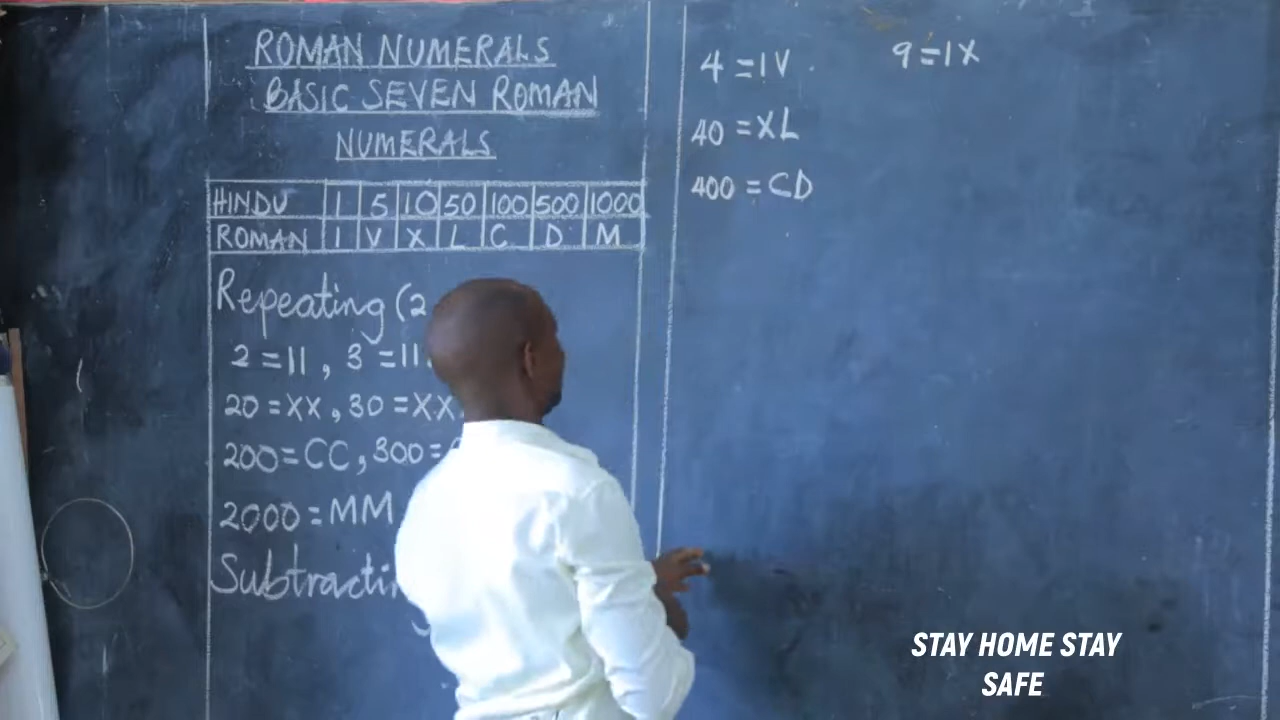 ROMAN NUMERALS
BASIC SEVEN ROMAN
NUMERALS
HINDU 1 5 10 50 100 500 1000
ROMAN I V X L C D M
Repeating (2
2 = II, 3 = II
20 = XX, 30 = XX
200 = CC, 300 =
2000 = MM
4 = IV
40 = XL
400 = CD
9 = IX
STAY HOME STAY
SAFE